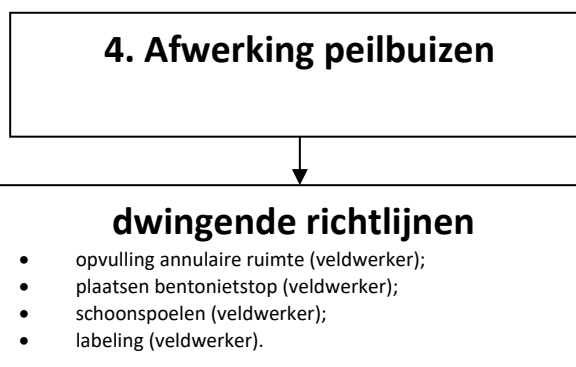 4. Afwerking peilbuizen
dwingende richtlijnen
• opvulling annulaire ruimte (veldwerker);
• plaatsen bentonietstop (veldwerker);
• schoonspoelen (veldwerker);
• labeling (veldwerker).